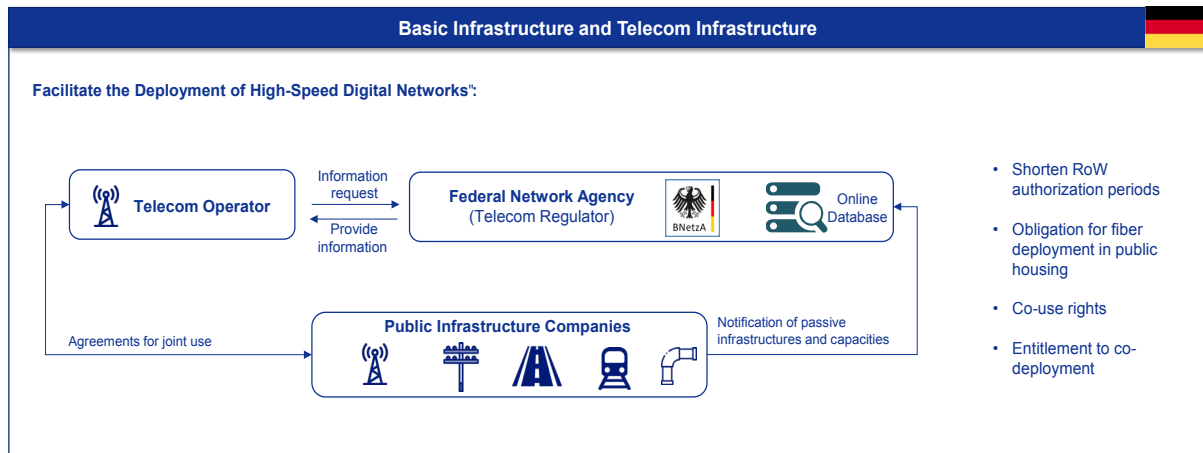 Basic Infrastructure and Telecom Infrastructure
Facilitate the Deployment of High-Speed Digital Networks":
Telecom Operator
Information
request
Provide
information
Federal Network Agency
(Telecom Regulator)
BNetzA
Online
Database
Agreements for joint use
Public Infrastructure Companies
Notification of passive
infrastructures and capacities
• Shorten RoW
authorization periods
• Obligation for fiber
deployment in public
housing
• Co-use rights
• Entitlement to co-
deployment